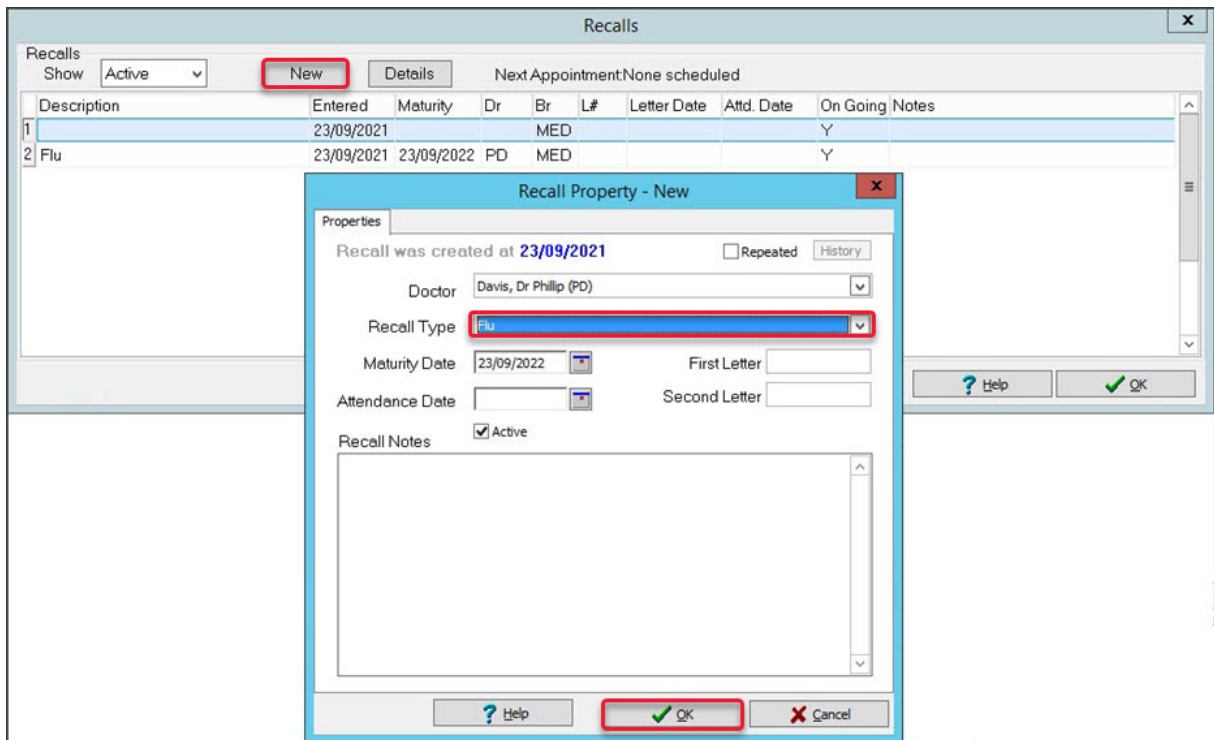 Recalls
x
Recalls
Show Active New Details Next Appointment:None scheduled
Description Entered Maturity Dr Br L# Letter Date Attd. Date On Going Notes
1 23/09/2021 MED Y
2 Flu 23/09/2021 23/09/2022 PD MED Y
Recall Property - New
x
Properties
Recall was created at 23/09/2021 Repeated History
Doctor Davis, Dr Phillip (PD)
Recall Type Flu
Maturity Date 23/09/2022 First Letter
Attendance Date Second Letter
Recall Notes Active
? Help OK
? Help OK Cancel